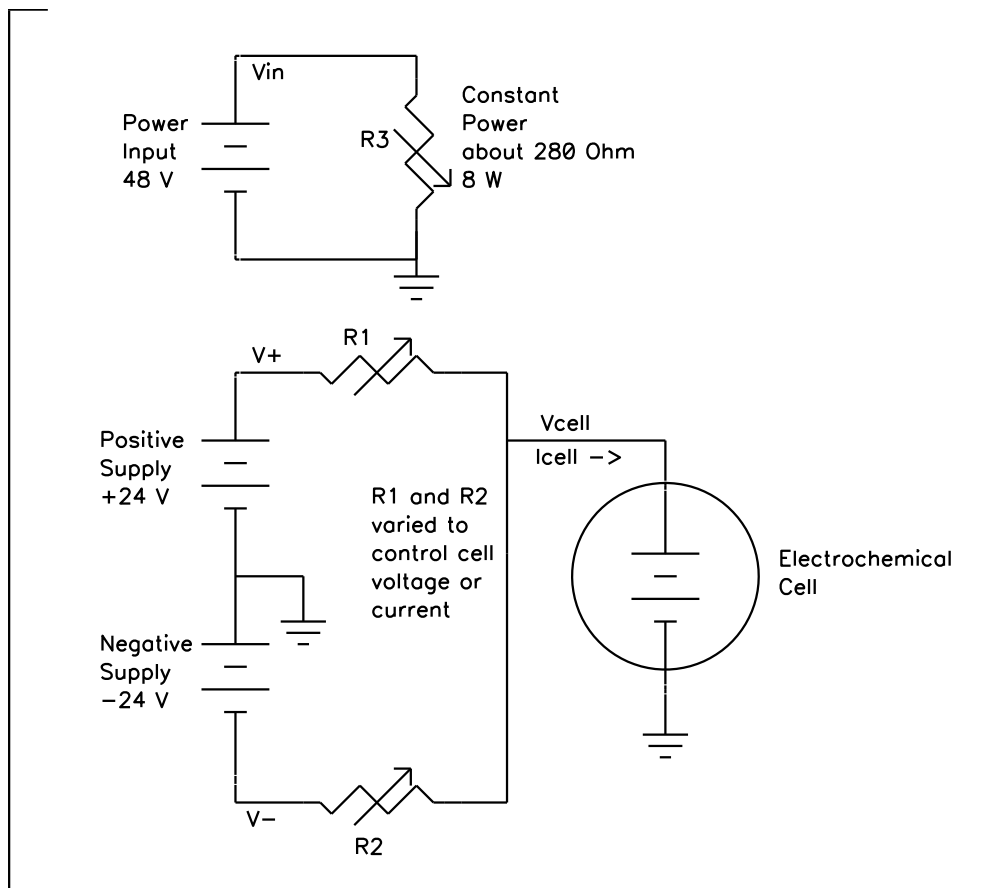 Vin
Power
Input
48 V
R3
Constant
Power
about 280 Ohm
8 W
R1
V+
Positive
Supply
+24 V
Vcell
Icell ->
R1 and R2
varied to
control cell
voltage or
current
Electrochemical
Cell
Negative
Supply
-24 V
V-
R2